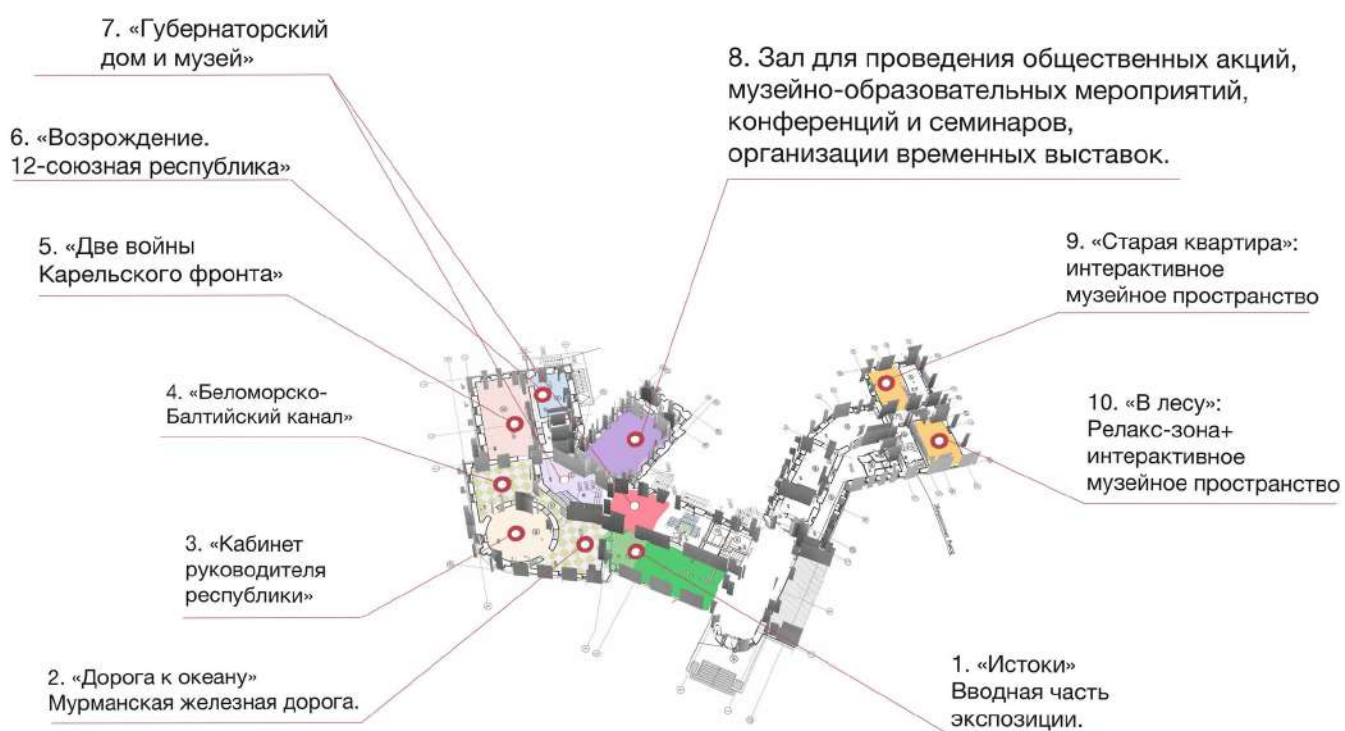 7. «Губернаторский
дом и музей»
8. Зал для проведения общественных акций,
музейно-образовательных мероприятий,
конференций и семинаров,
организации временных выставок.
6. «Возрождение.
12-союзная республика»
5. «Две войны
Карельского фронта»
9. «Старая квартира»:
интерактивное
музейное пространство
4. «Беломорско-
Балтийский канал»
10. «В лесу»:
Релакс-зона+
интерактивное
музейное пространство
3. «Кабинет
руководителя
республики»
2. «Дорога к океану»
Мурманская железная дорога.
1. «Истоки»
Вводная часть
экспозиции.